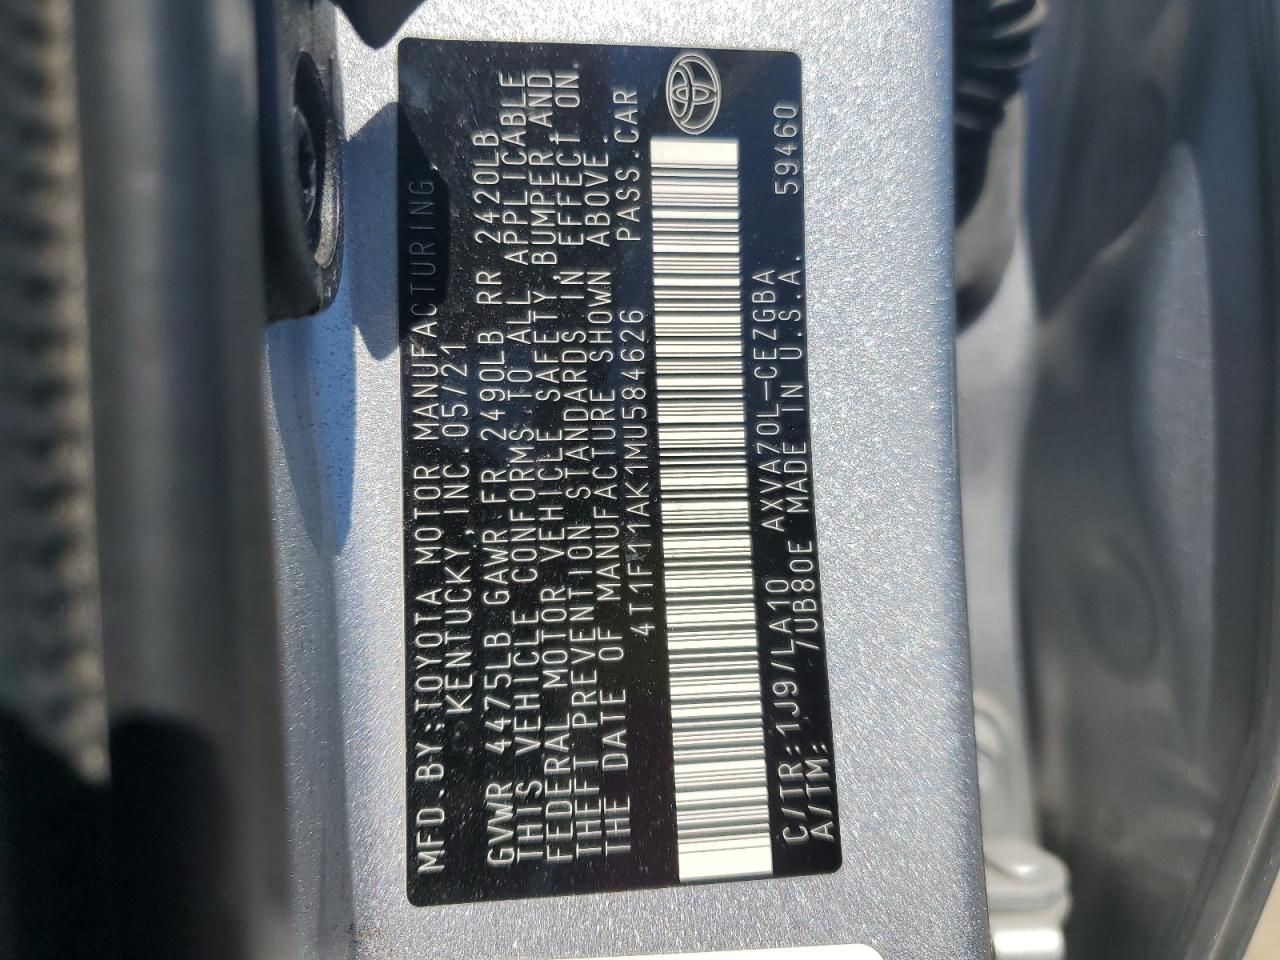 MFD.BY:TOYOTA MOTOR MANUFACTURING
KENTUCKY,INC.05/21
GVWR 4475LB GAWR FR 2490LB RR 2420LB
THIS VEHICLE CONFORMS TO ALL APPLICABLE
FEDERAL MOTOR VEHICLE SAFETY,BUMPER AND
THEFT PREVENTION STANDARDS IN EFFECT ON
THE DATE OF MANUFACTURE SHOWN ABOVE.
4T1F11AK1MU584626 PASS.CAR
C/TR:1J9/LA10 AXVA70L-CEZGBA 59460
A/TM: /UB80E MADE IN U.S.A.